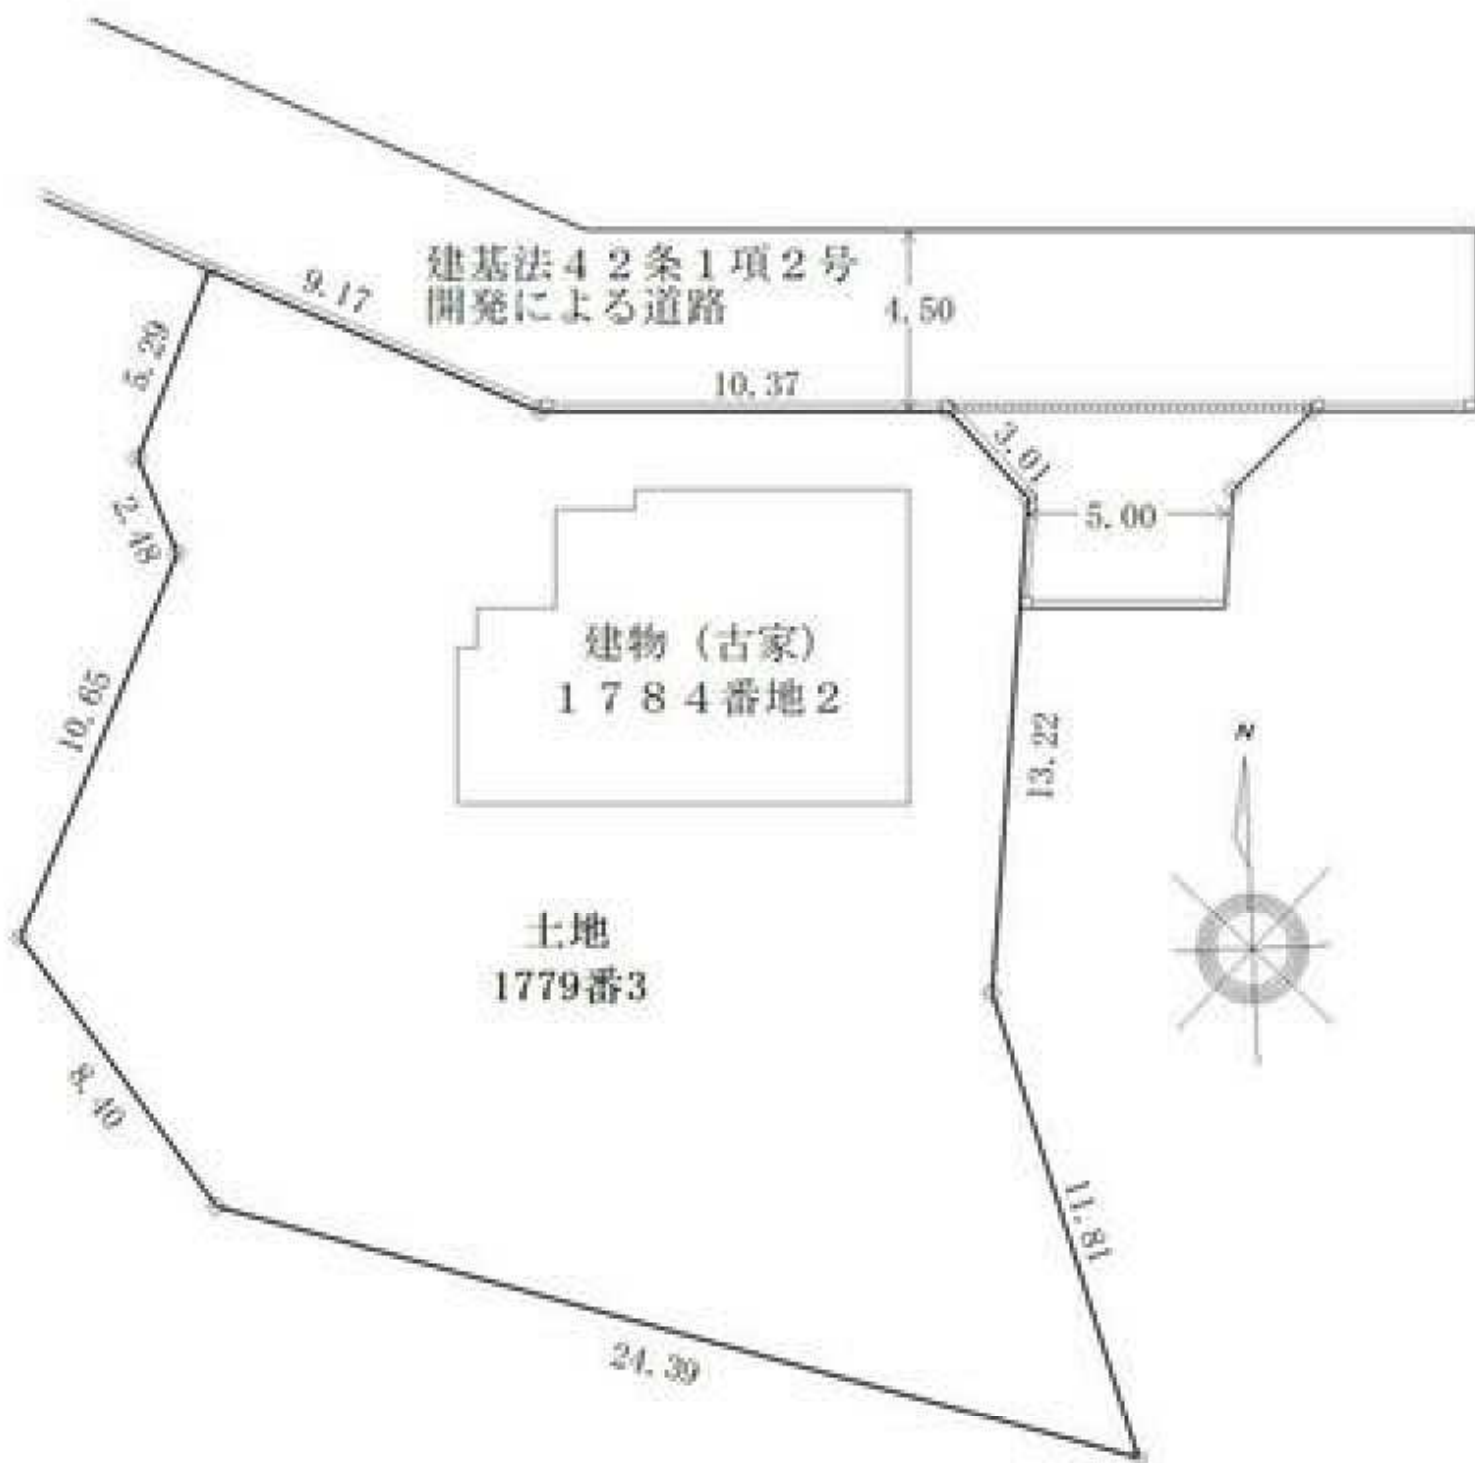 建基法４２条１項２号
開発による道路
9.17
4.50
10.37
5.29
3.01
2.48
5.00
建物（古家）
１７８４番地２
10.65
13.22
N
土地
1779番3
8.40
11.81
24.39